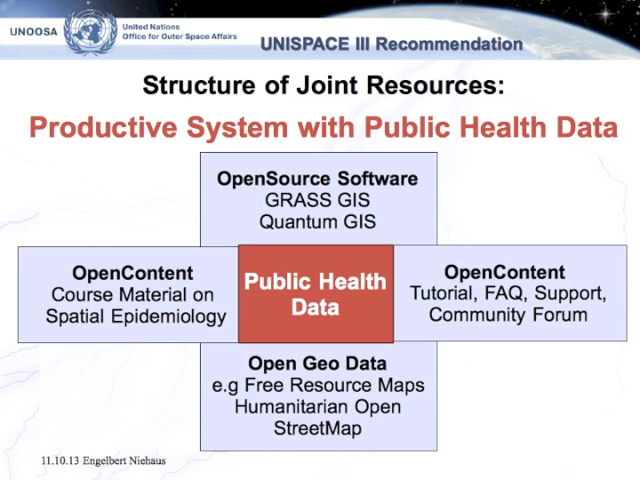 UNOOSA
United Nations
Office for Outer Space Affairs
UNISPACE III Recommendation
Structure of Joint Resources:
Productive System with Public Health Data
OpenSource Software
GRASS GIS
Quantum GIS
OpenContent
Course Material on
Spatial Epidemiology
Public Health
Data
OpenContent
Tutorial, FAQ, Support,
Community Forum
Open Geo Data
e.g Free Resource Maps
Humanitarian Open
StreetMap
11.10.13 Engelbert Niehaus